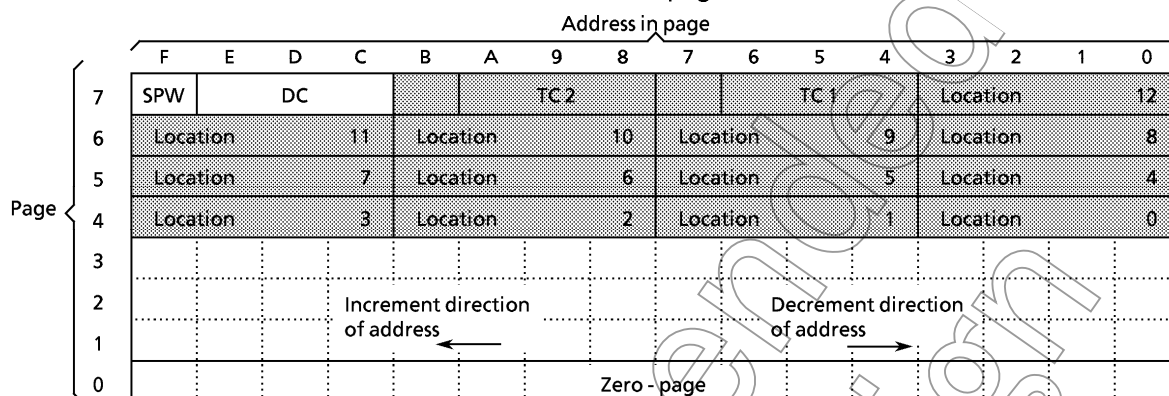 Address in page
F E D C B A 9 8 7 6 5 4 3 2 1 0
7 SPW DC TC 2 TC 1 Location 12
6 Location 11 Location 10 Location 9 Location 8
5 Location 7 Location 6 Location 5 Location 4
Page
4 Location 3 Location 2 Location 1 Location 0
3
2 Increment direction Decrement direction
of address of address
1
0 Zero - page